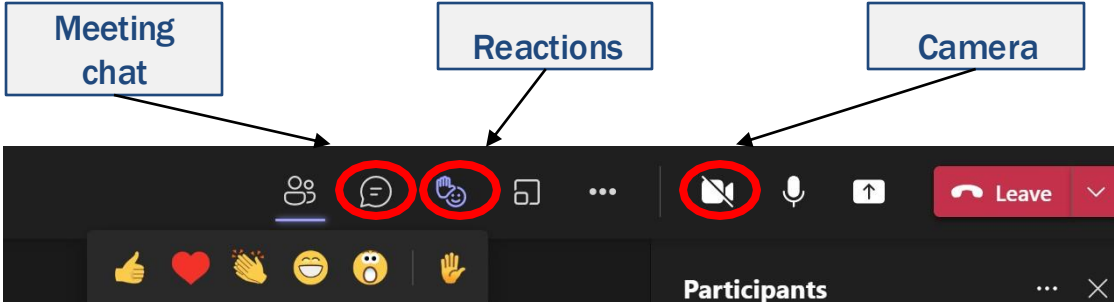 Meeting
chat
Reactions
Camera
Leave
Participants